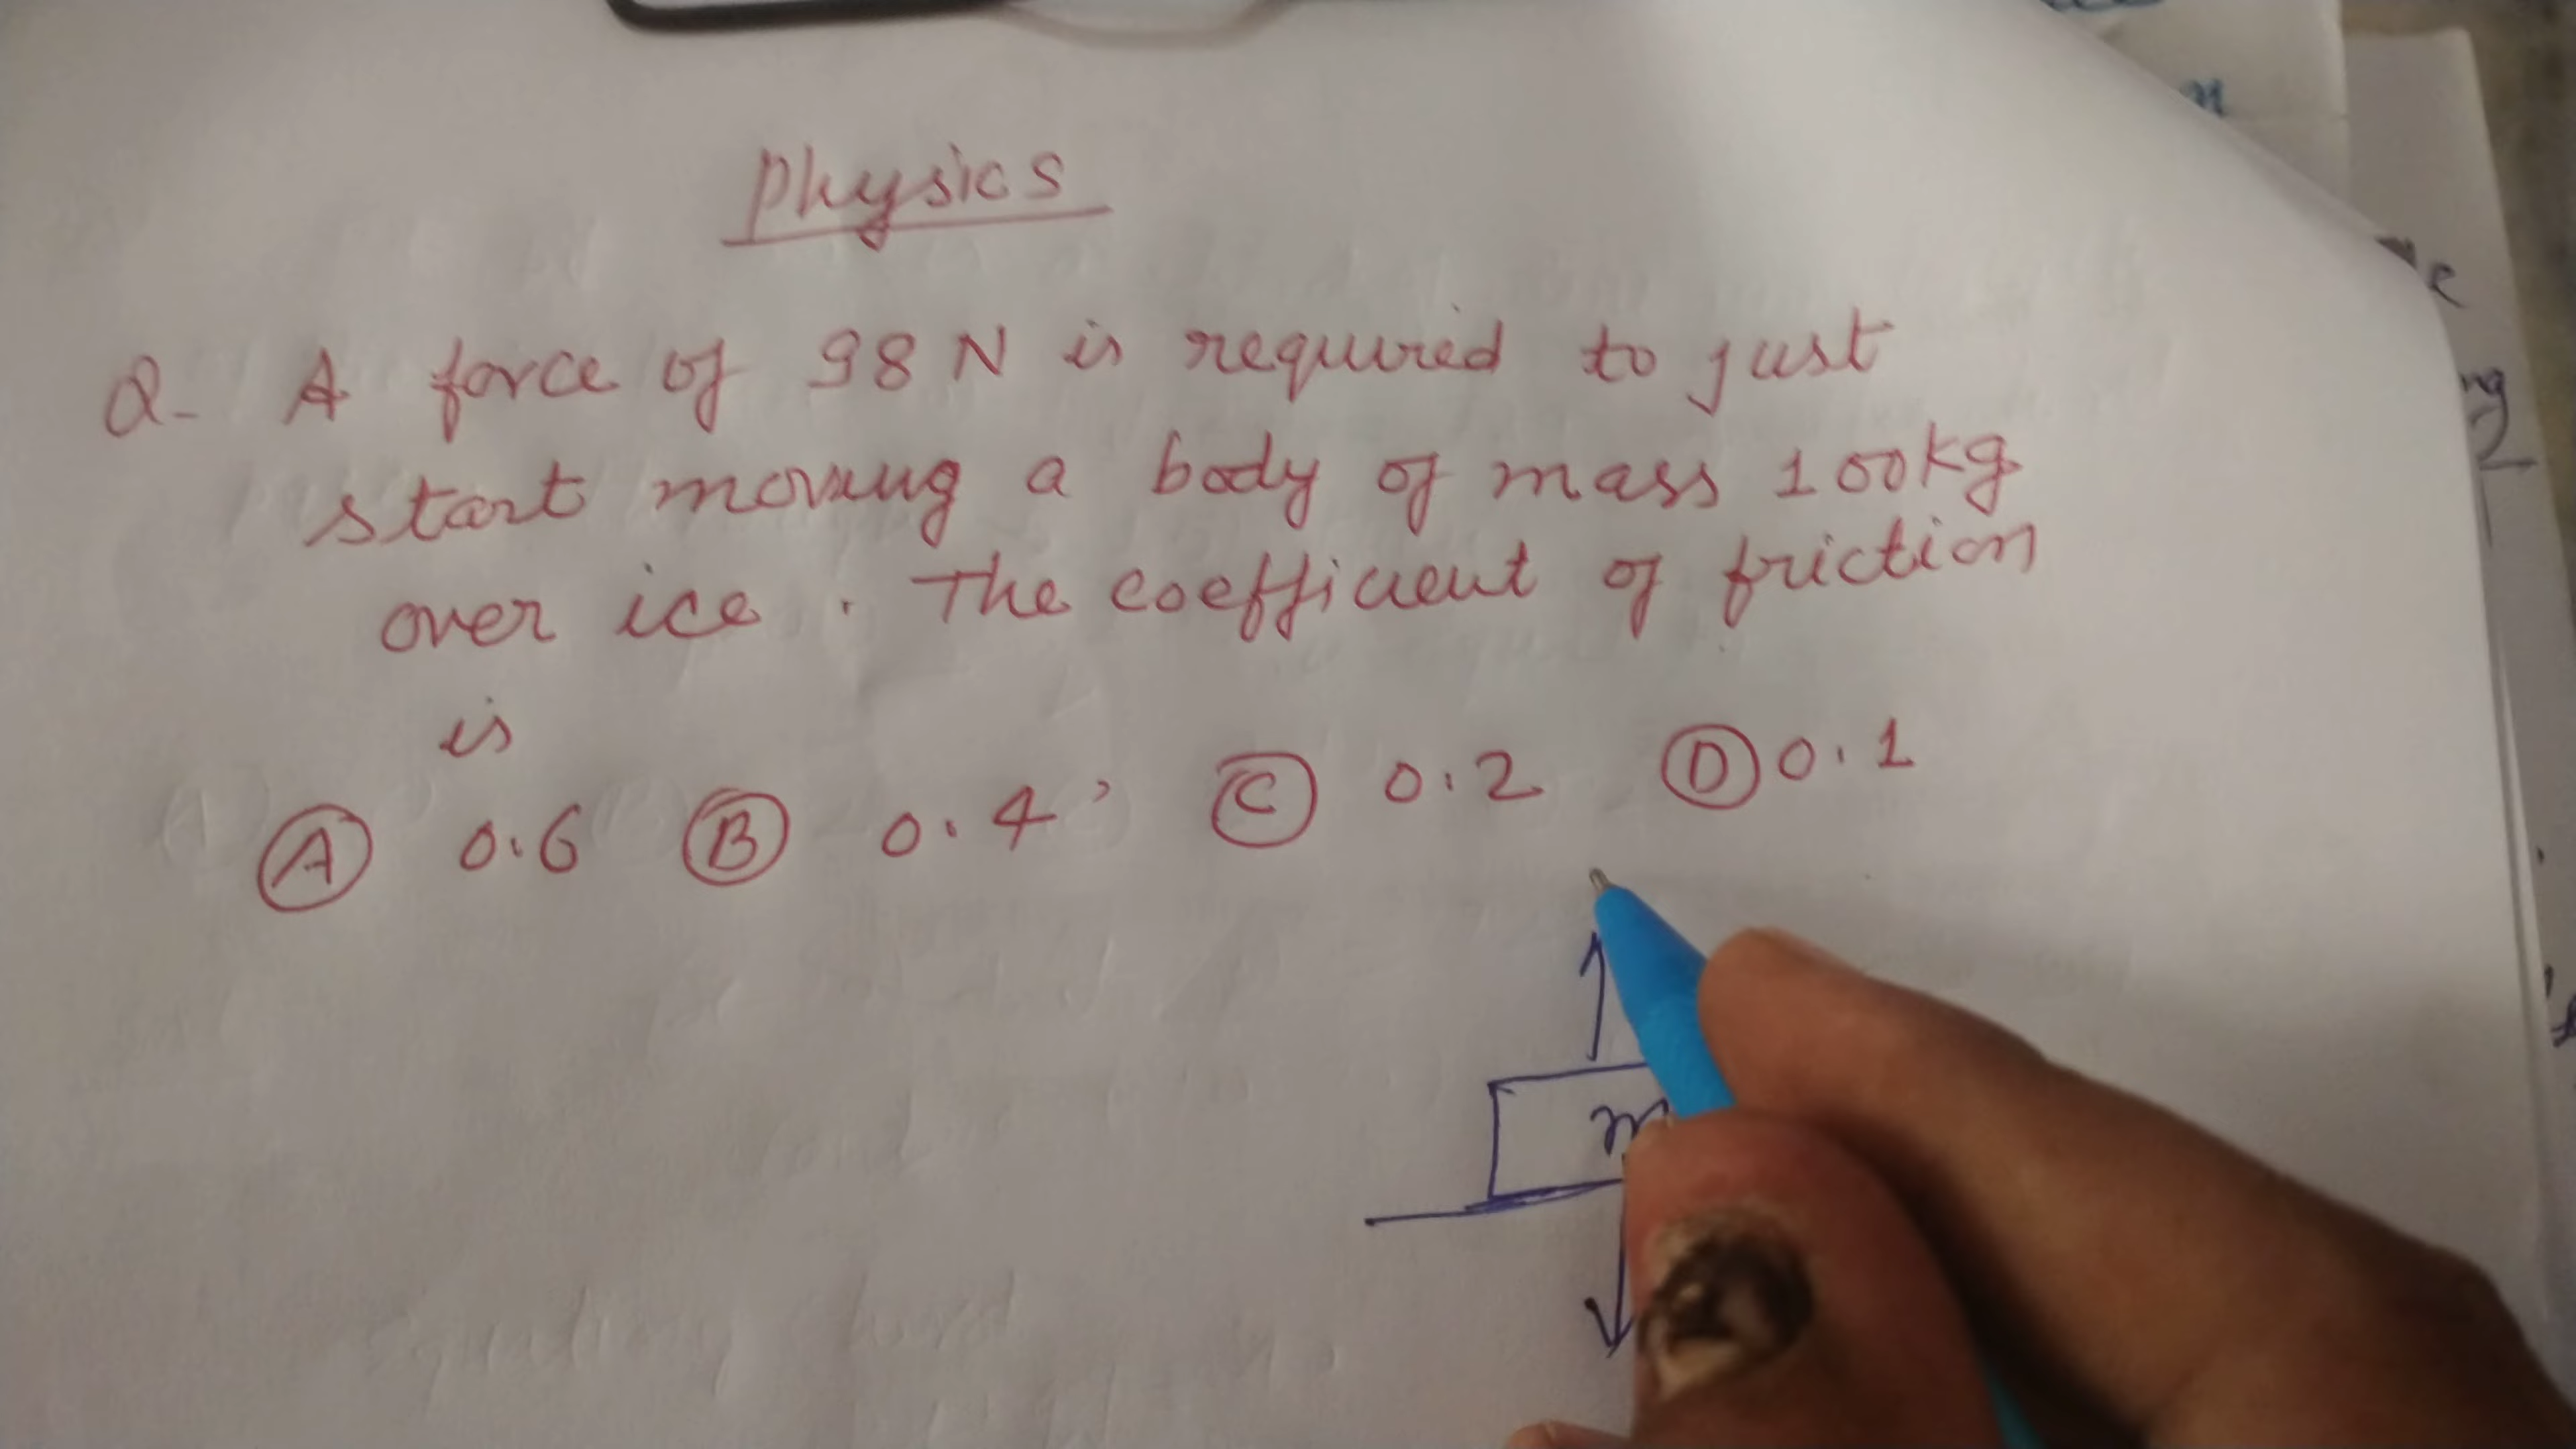 Physics
Q- A force of 98 N is required to just
start moving a body of mass 100kg
over ice. The coefficient of friction
is
A 0.6 B 0.4, C 0.2 D 0.1
m